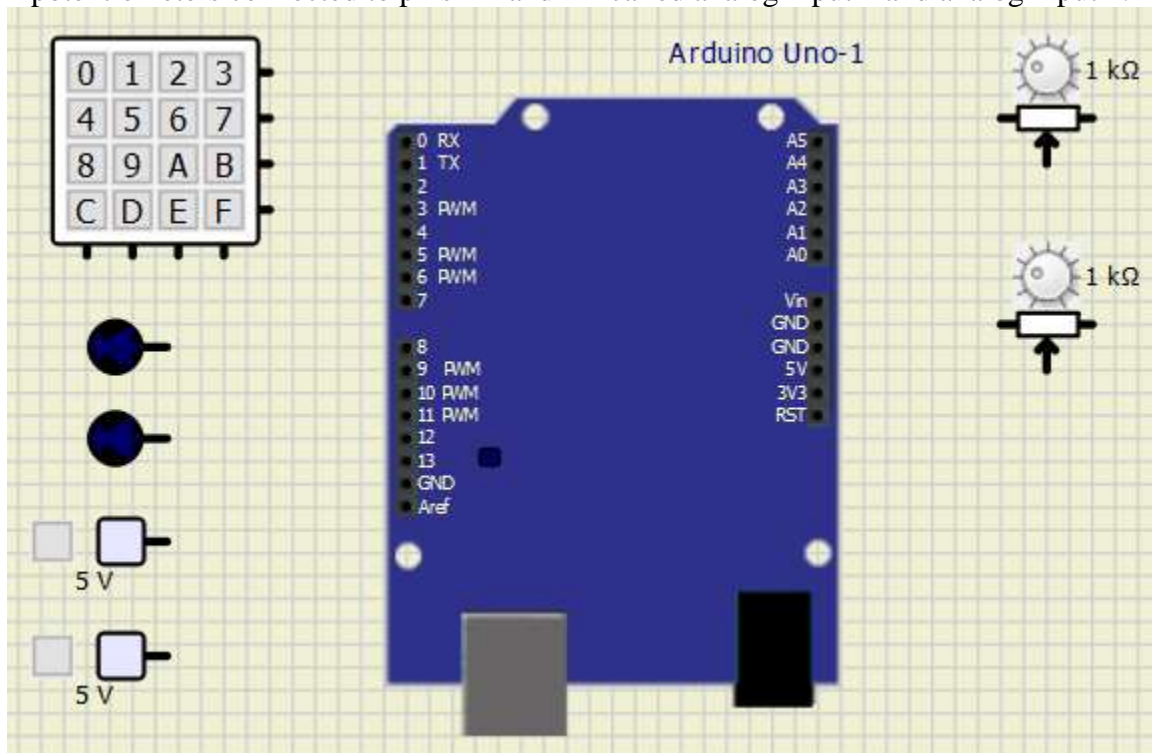 Arduino Uno-1
0 1 2 3
4 5 6 7
8 9 A B
C D E F
1 kΩ
1 kΩ
0 RX
1 TX
2
3 PWM
4
5 PWM
6 PWM
7
8
9 PWM
10 PWM
11 PWM
12
13
GND
Aref
A5
A4
A3
A2
A1
A0
Vin
GND
GND
5V
3V3
RST
5 V
5 V